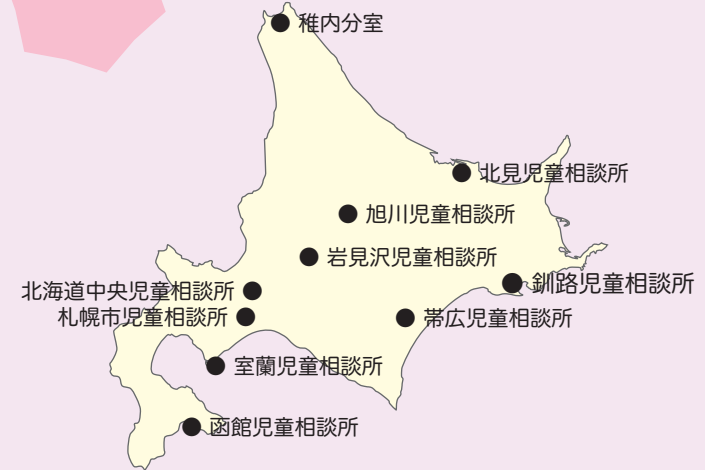 稚内分室
北見児童相談所
旭川児童相談所
岩見沢児童相談所
釧路児童相談所
北海道中央児童相談所
札幌市児童相談所
帯広児童相談所
室蘭児童相談所
函館児童相談所